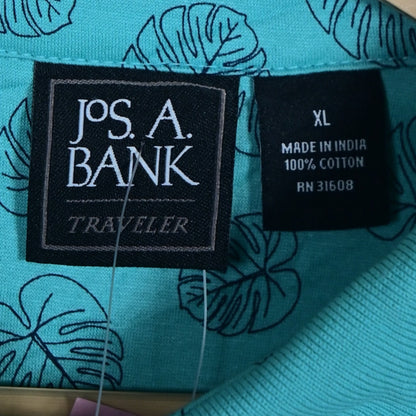 JOS. A.
BANK
TRAVELER
XL
MADE IN INDIA
100% COTTON
RN 31608